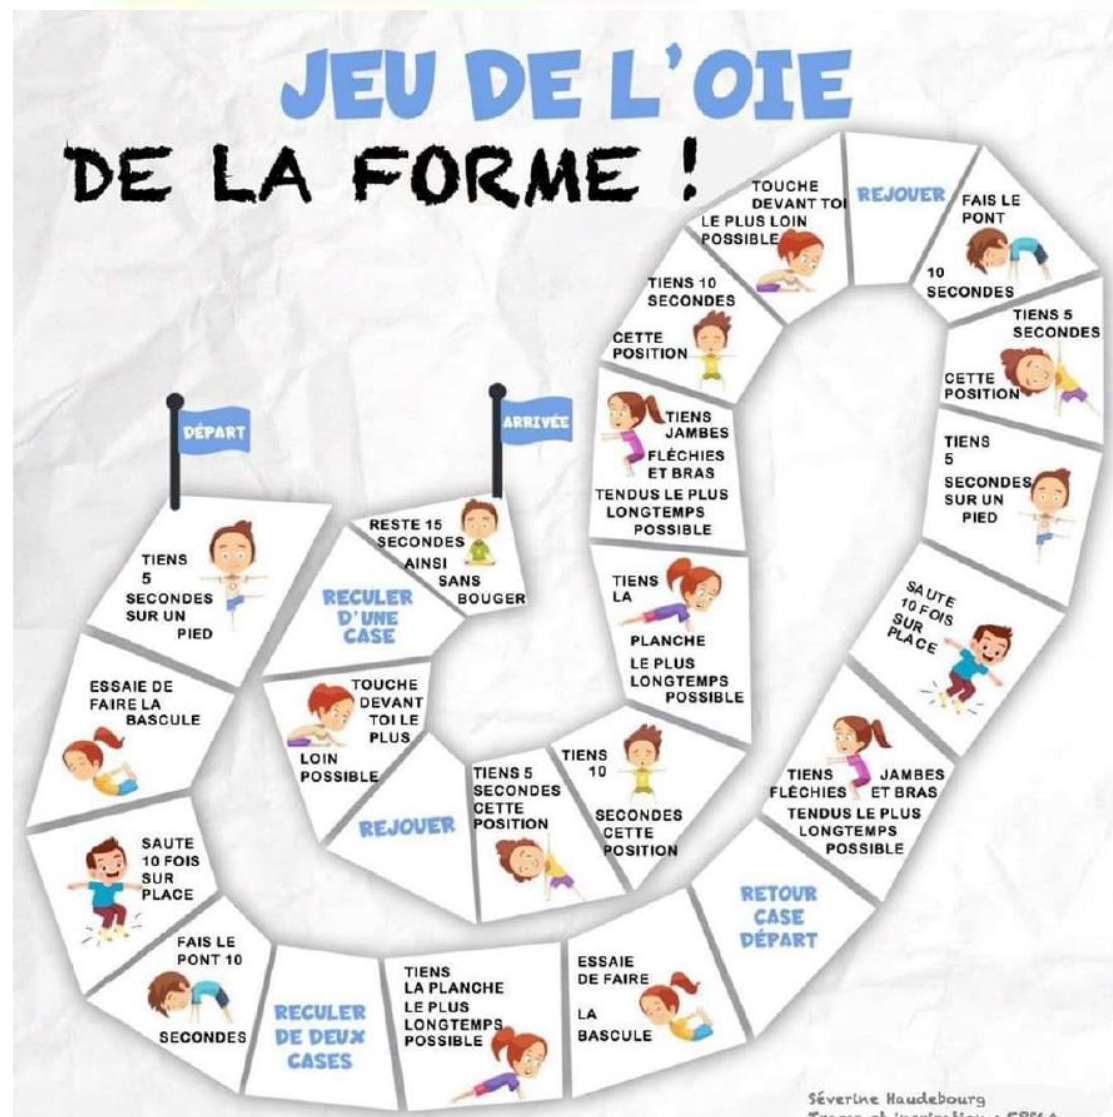 JEU DE L'OIE
DE LA FORME !
DÉPART
TIENS
5
SECONDES
SUR UN
PIED
ESSAIE DE
FAIRE LA
BASCULE
SAUTE
10 FOIS
SUR
PLACE
FAIS LE
PONT 10
SECONDES
RECULER
DE DEUX
CASES
TIENS
LA PLANCHE
LE PLUS
LONGTEMPS
POSSIBLE
ESSAIE
DE FAIRE
LA
BASCULE
RETOUR
CASE
DÉPART
TIENS JAMBES
FLÉCHIES ET BRAS
TENDUS LE PLUS
LONGTEMPS
POSSIBLE
SAUTE
10 FOIS
SUR
PLACE
TIENS
5
SECONDES
SUR UN
PIED
TIENS 5
SECONDES
CETTE
POSITION
FAIS LE
PONT
10
SECONDES
REJOUER
TOUCHE
DEVANT TOI
LE PLUS LOIN
POSSIBLE
TIENS 10
SECONDES
CETTE
POSITION
TIENS
JAMBES
FLÉCHIES
ET BRAS
TENDUS LE PLUS
LONGTEMPS
POSSIBLE
TIENS
LA
PLANCHE
LE PLUS
LONGTEMPS
POSSIBLE
TIENS
10
SECONDES
CETTE
POSITION
TIENS 5
SECONDES
CETTE
POSITION
REJOUER
TOUCHE
DEVANT
TOI LE
PLUS
LOIN
POSSIBLE
RECULER
D'UNE
CASE
RESTE 15
SECONDES
AINSI
SANS
BOUGER
ARRIVÉE
Séverine Haudebourg